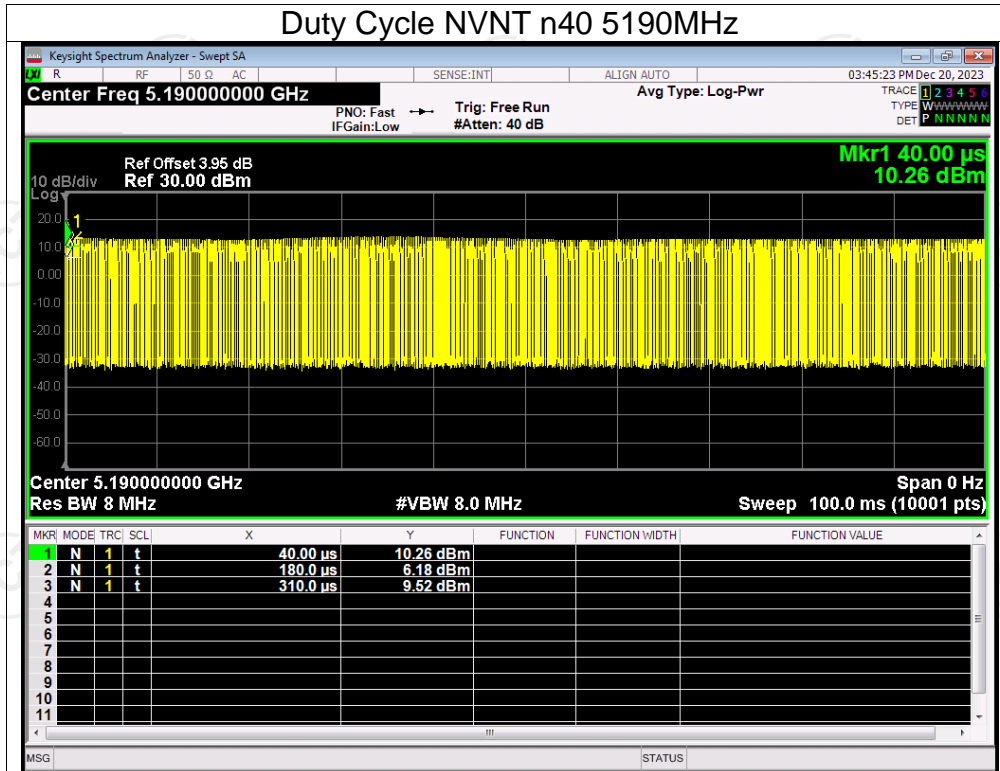 Duty Cycle NVNT n40 5190MHz
Keysight Spectrum Analyzer - Swept SA
LXI R RF 50 Ω AC SENSE:INT ALIGN AUTO 03:45:23 PM Dec 20, 2023
Center Freq 5.190000000 GHz Avg Type: Log-Pwr TRACE 1 2 3 4 5 6
PNO: Fast Trig: Free Run TYPE WWWWWW
IFGain:Low #Atten: 40 dB DET P N N N N N
Mkr1 40.00 µs
Ref Offset 3.95 dB 10.26 dBm
10 dB/div Ref 30.00 dBm
Log
20.0
1
10.0
0.00
-10.0
-20.0
-30.0
-40.0
-50.0
-60.0
Center 5.190000000 GHz Span 0 Hz
Res BW 8 MHz #VBW 8.0 MHz Sweep 100.0 ms (10001 pts)
MKR MODE TRC SCL X Y FUNCTION FUNCTION WIDTH FUNCTION VALUE
1 N 1 t 40.00 µs 10.26 dBm
2 N 1 t 180.0 µs 6.18 dBm
3 N 1 t 310.0 µs 9.52 dBm
4
5
6
7
8
9
10
11
MSG STATUS